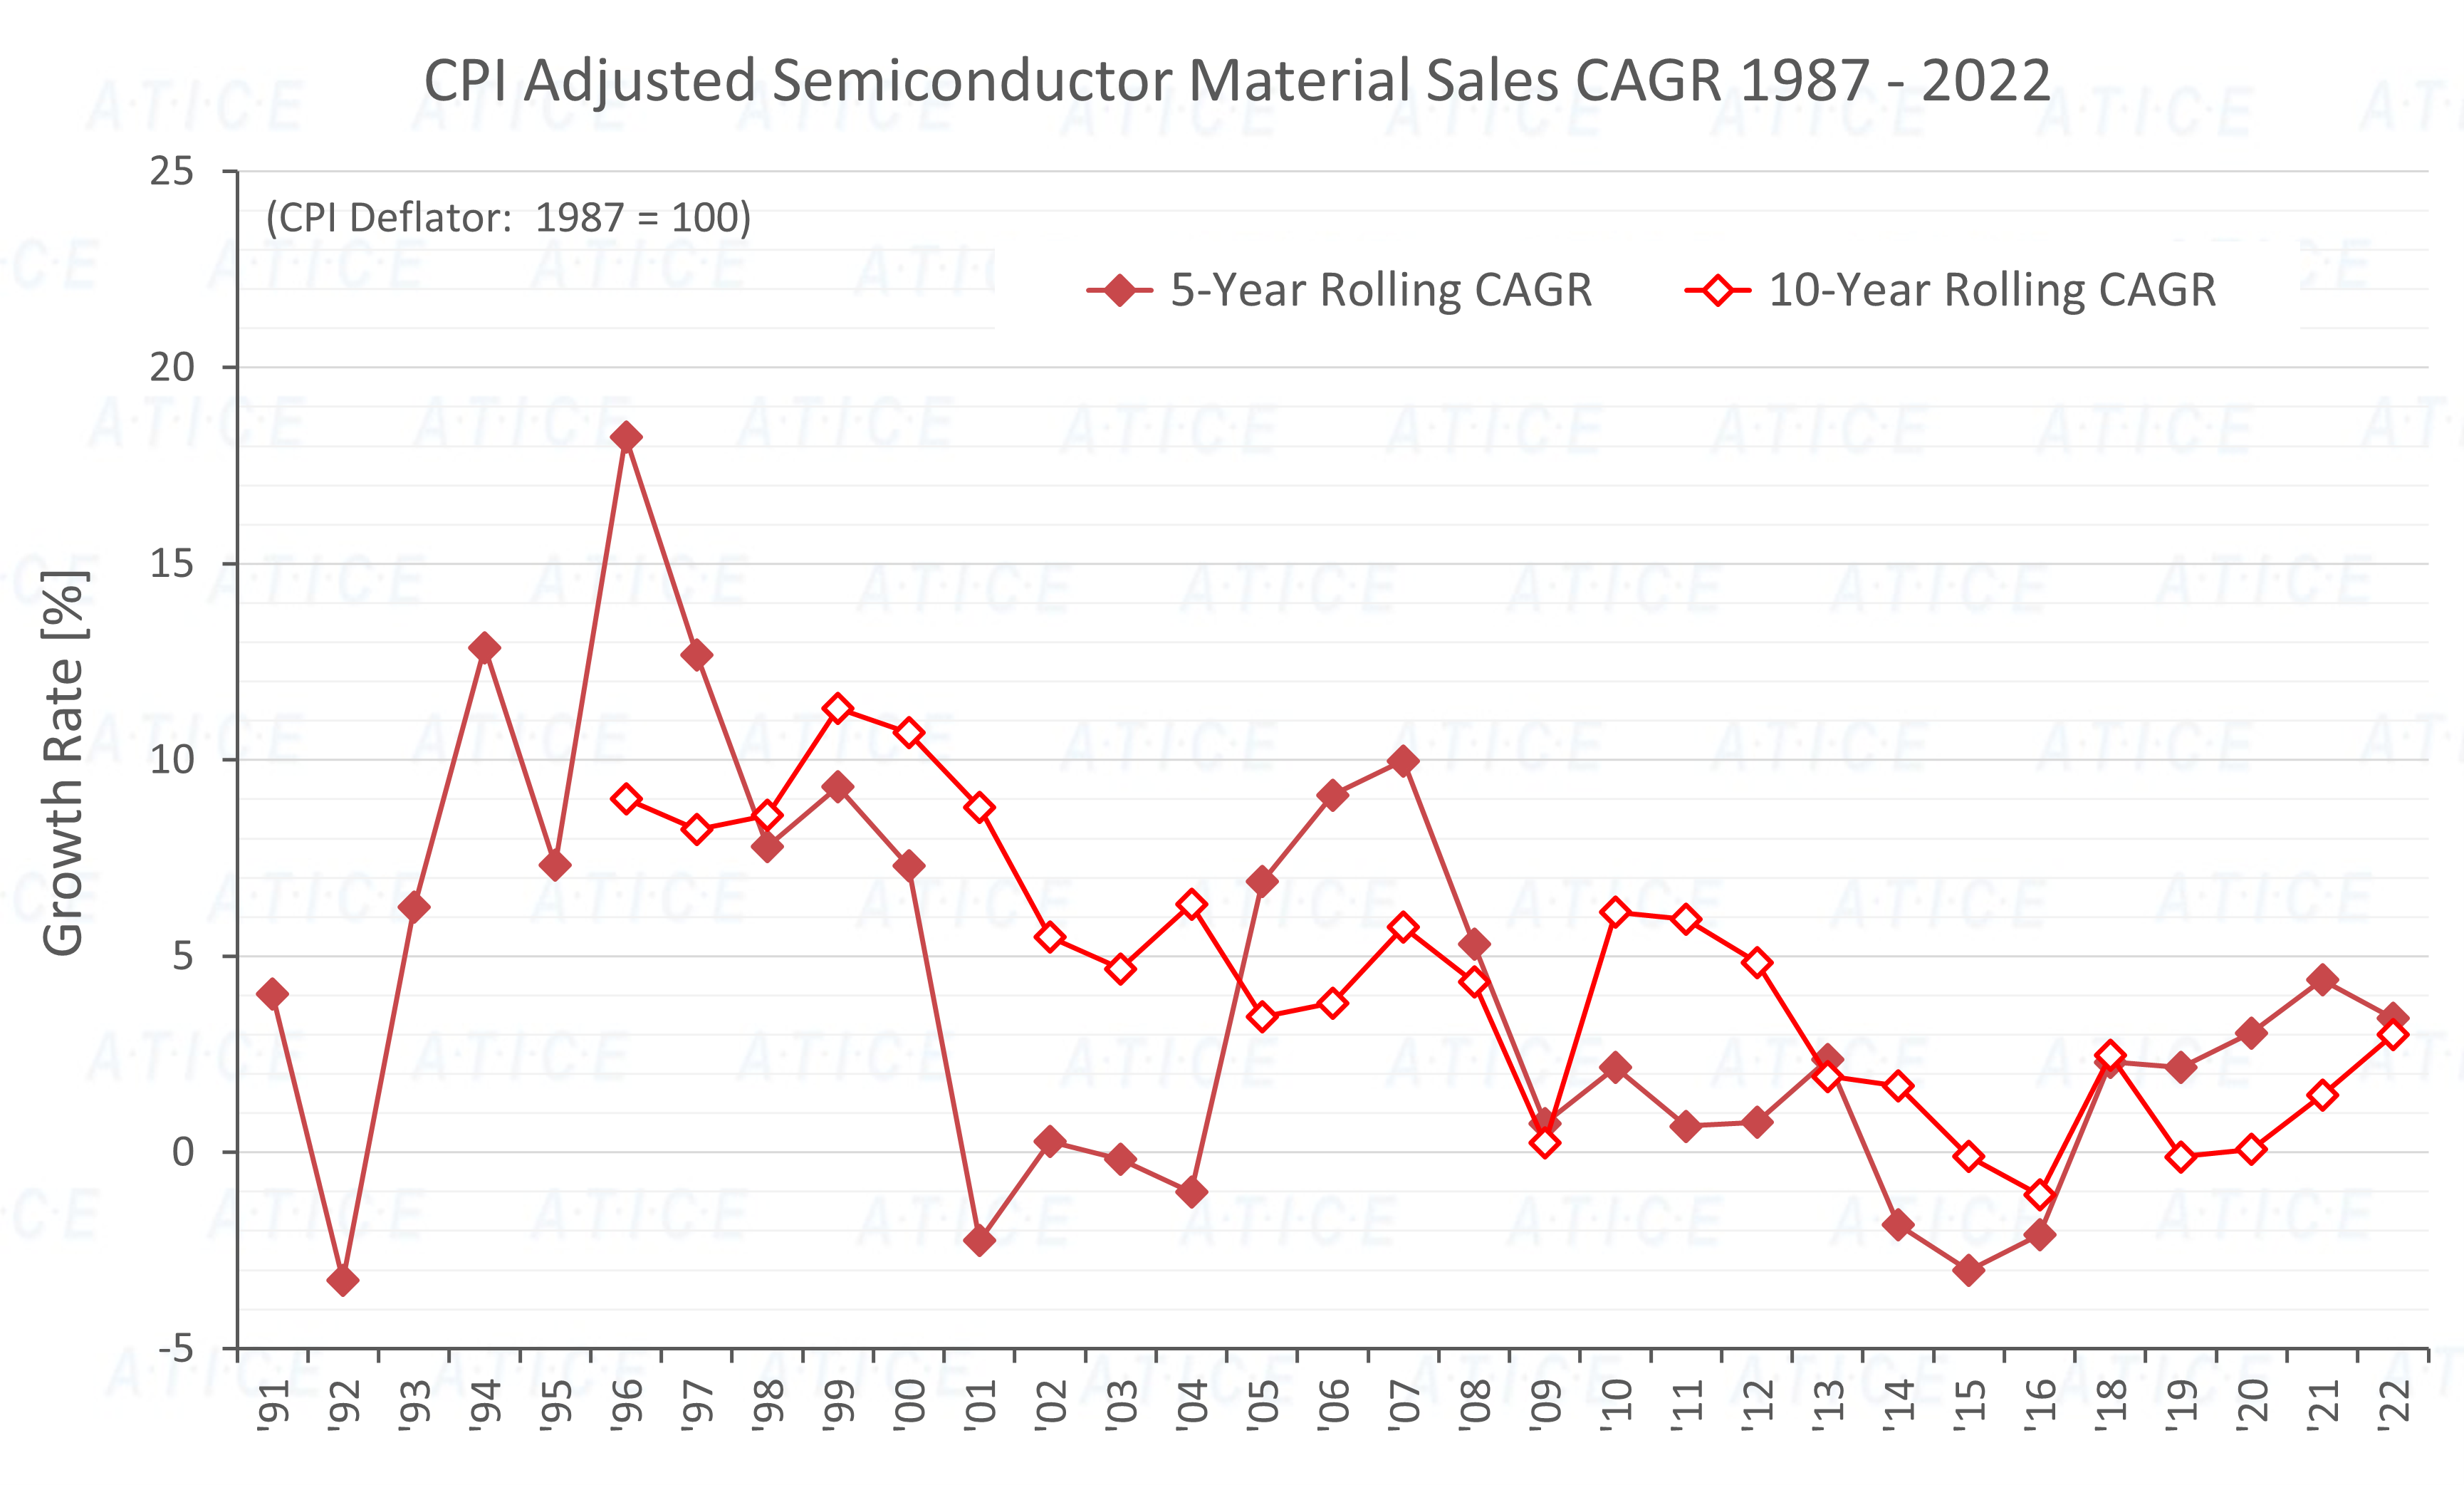 CPI Adjusted Semiconductor Material Sales CAGR 1987 - 2022
(CPI Deflator: 1987 = 100)
5-Year Rolling CAGR 10-Year Rolling CAGR
Growth Rate [%]
25
20
15
10
5
0
-5
'91 '92 '93 '94 '95 '96 '97 '98 '99 '00 '01 '02 '03 '04 '05 '06 '07 '08 '09 '10 '11 '12 '13 '14 '15 '16 '18 '19 '20 '21 '22
A·T·I·C·E